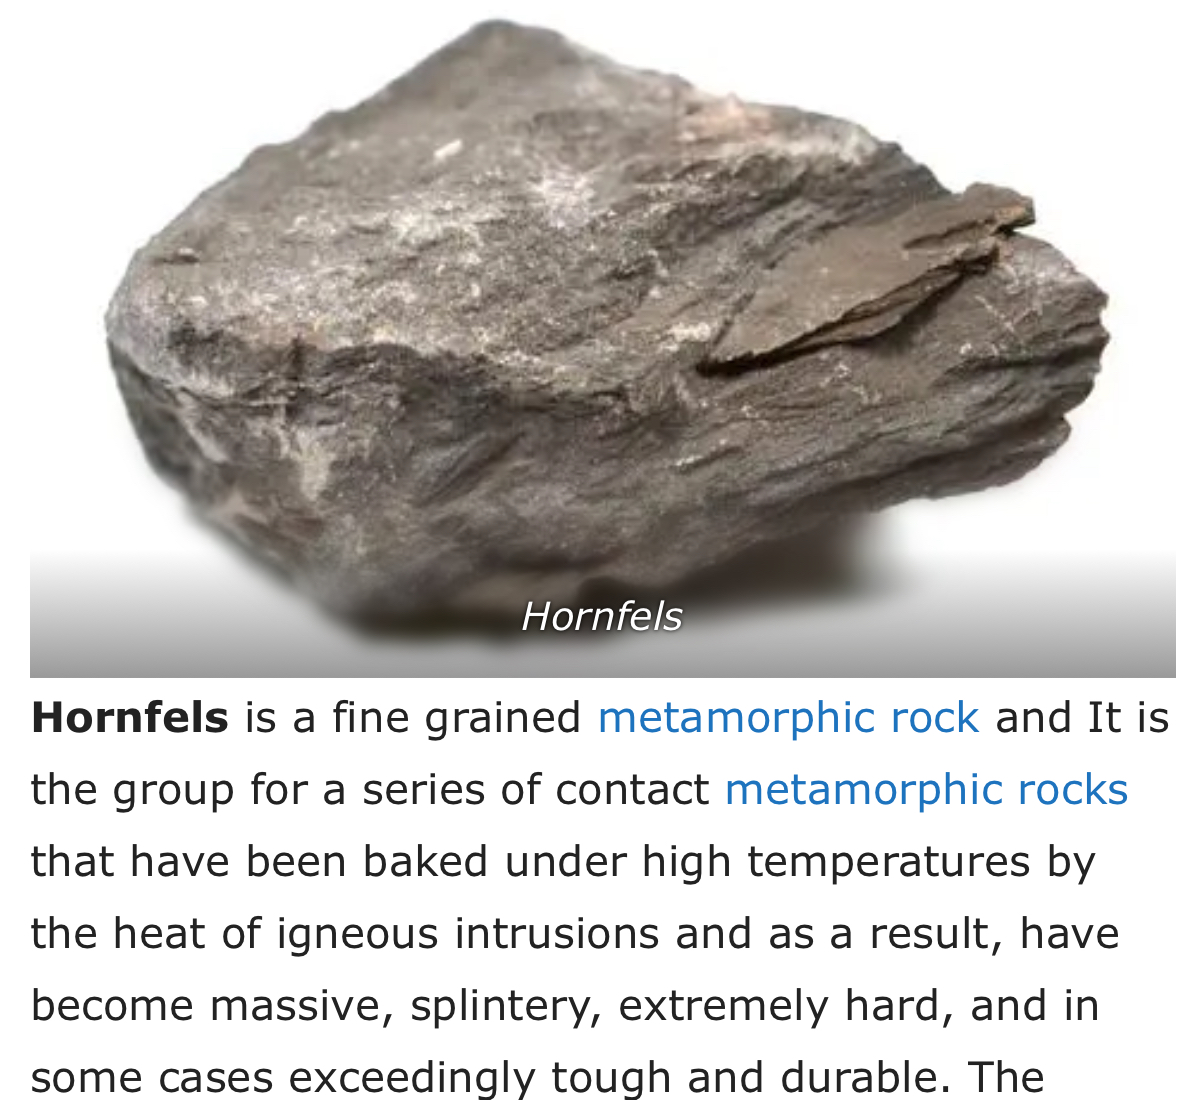 Hornfels
Hornfels is a fine grained metamorphic rock and It is
the group for a series of contact metamorphic rocks
that have been baked under high temperatures by
the heat of igneous intrusions and as a result, have
become massive, splintery, extremely hard, and in
some cases exceedingly tough and durable. The